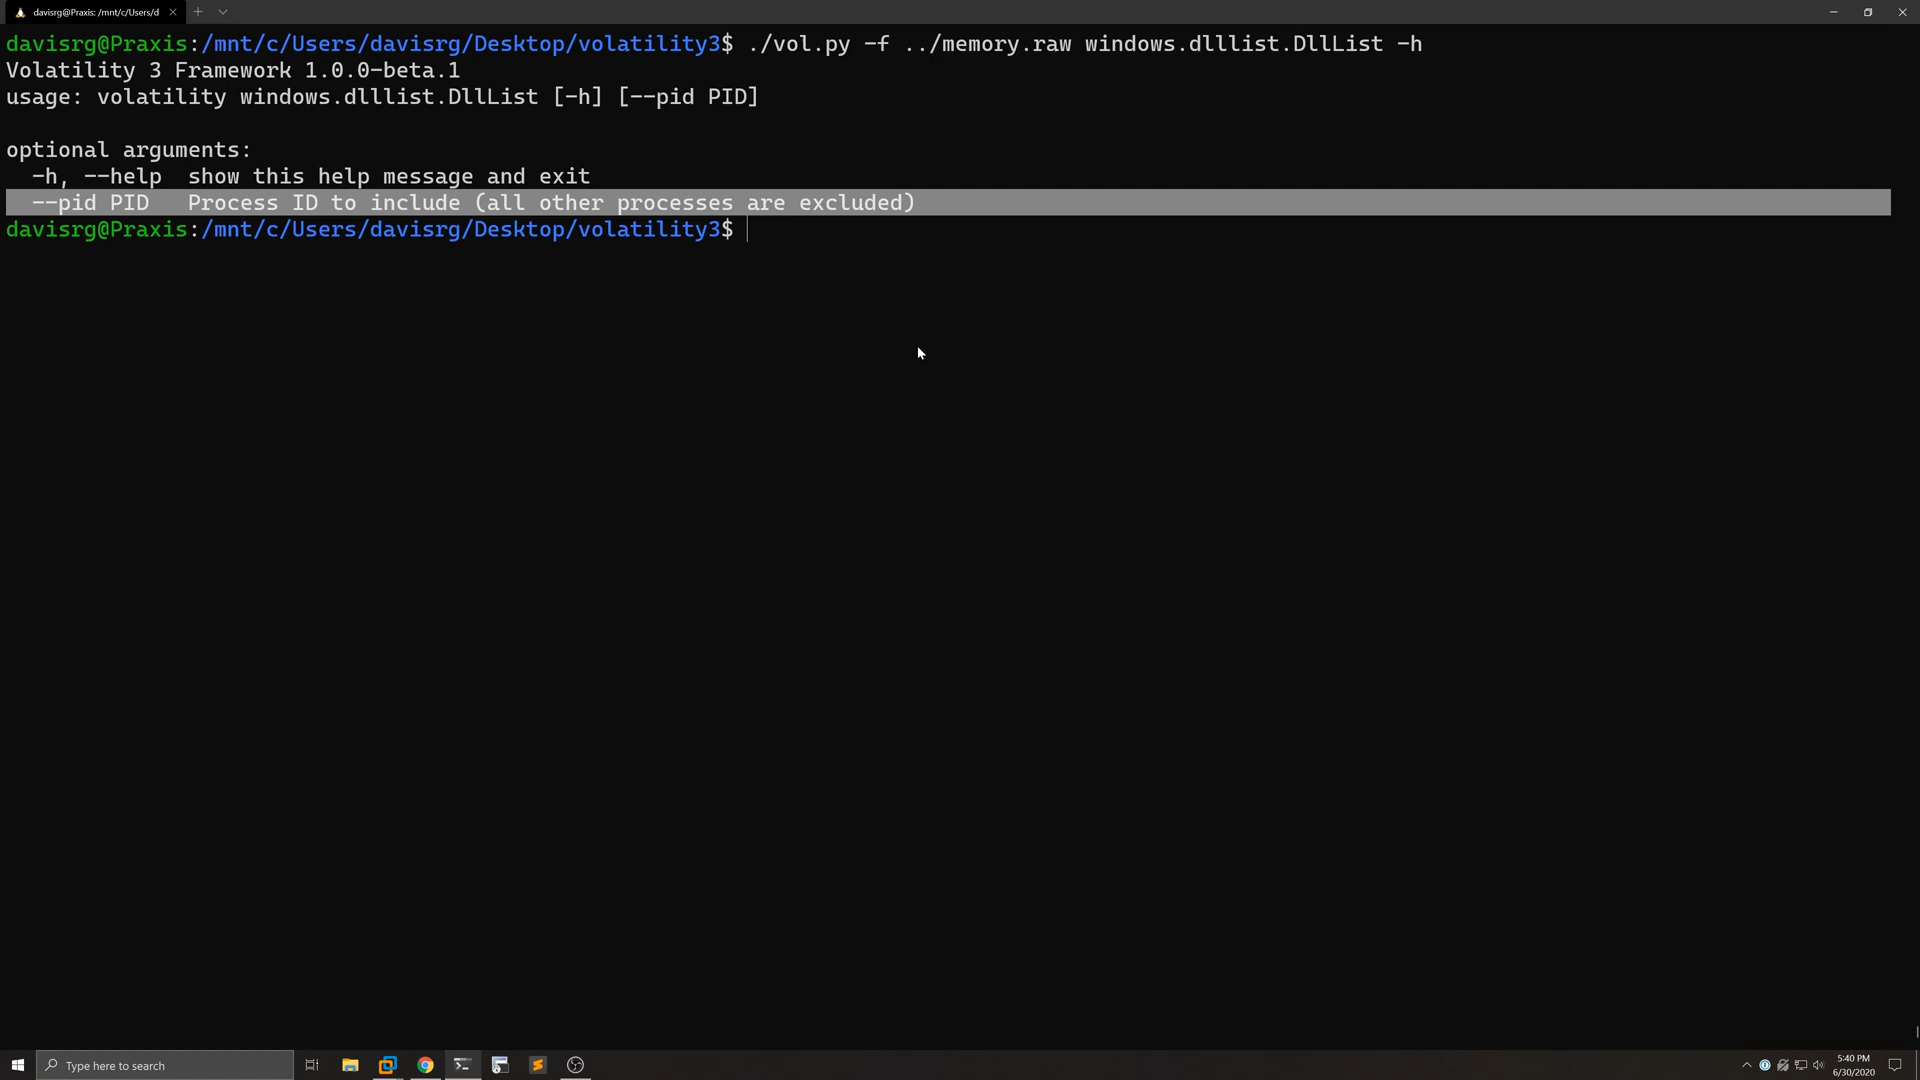 davisrg@Praxis: /mnt/c/Users/d
davisrg@Praxis:/mnt/c/Users/davisrg/Desktop/volatility3$ ./vol.py -f ../memory.raw windows.dlllist.DllList -h
Volatility 3 Framework 1.0.0-beta.1
usage: volatility windows.dlllist.DllList [-h] [--pid PID]
optional arguments:
-h, --help  show this help message and exit
--pid PID   Process ID to include (all other processes are excluded)
davisrg@Praxis:/mnt/c/Users/davisrg/Desktop/volatility3$
Type here to search
5:40 PM
6/30/2020